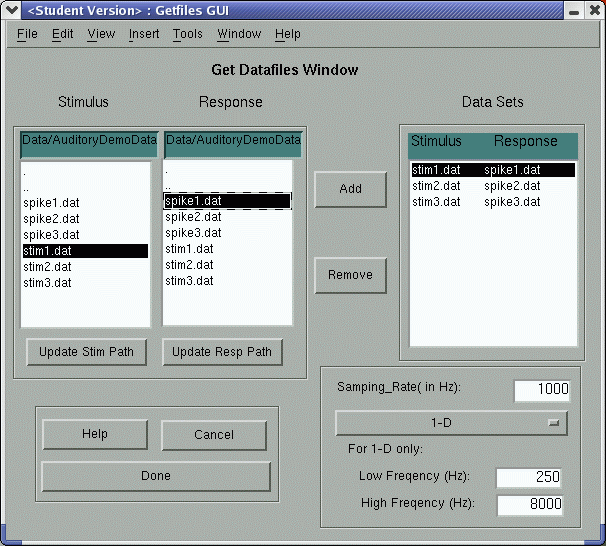 <Student Version> : Getfiles GUI
File Edit View Insert Tools Window Help
Get Datafiles Window
Stimulus Response Data Sets
Data/AuditoryDemoData Data/AuditoryDemoData
.
..
spike1.dat
spike2.dat
spike3.dat
stim1.dat
stim2.dat
stim3.dat
.
..
spike1.dat
spike2.dat
spike3.dat
stim1.dat
stim2.dat
stim3.dat
Update Stim Path Update Resp Path
Add
Remove
Stimulus Response
stim1.dat spike1.dat
stim2.dat spike2.dat
stim3.dat spike3.dat
Help Cancel
Done
Samping_Rate( in Hz): 1000
1-D
For 1-D only:
Low Freqency (Hz): 250
High Freqency (Hz): 8000